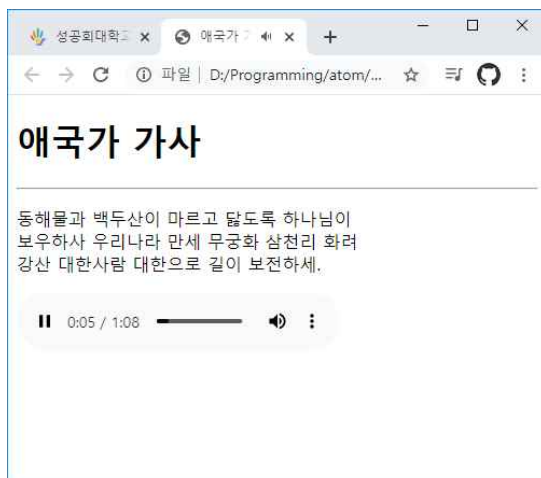 성공회대학
애국가
파일 | D:/Programming/atom/...
애국가 가사
동해물과 백두산이 마르고 닳도록 하나님이
보우하사 우리나라 만세 무궁화 삼천리 화려
강산 대한사람 대한으로 길이 보전하세.
0:05 / 1:08